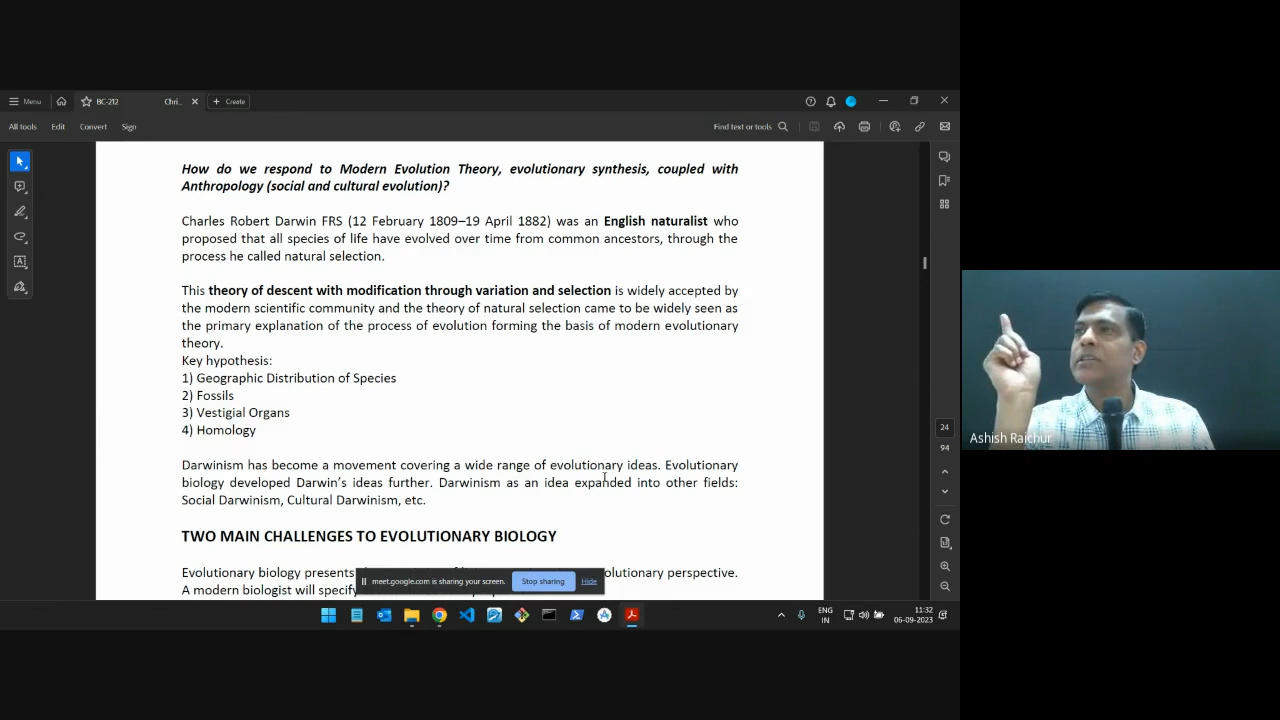 Menu
BC-212
Chri...
Create
All tools
Edit
Convert
Sign
Find text or tools
How do we respond to Modern Evolution Theory, evolutionary synthesis, coupled with
Anthropology (social and cultural evolution)?
Charles Robert Darwin FRS (12 February 1809–19 April 1882) was an English naturalist who
proposed that all species of life have evolved over time from common ancestors, through the
process he called natural selection.
This theory of descent with modification through variation and selection is widely accepted by
the modern scientific community and the theory of natural selection came to be widely seen as
the primary explanation of the process of evolution forming the basis of modern evolutionary
theory.
Key hypothesis:
1) Geographic Distribution of Species
2) Fossils
3) Vestigial Organs
4) Homology
Darwinism has become a movement covering a wide range of evolutionary ideas. Evolutionary
biology developed Darwin's ideas further. Darwinism as an idea expanded into other fields:
Social Darwinism, Cultural Darwinism, etc.
TWO MAIN CHALLENGES TO EVOLUTIONARY BIOLOGY
Evolutionary biology presents olutionary perspective.
A modern biologist will specify
meet.google.com is sharing your screen.
Stop sharing
Hide
24
94
Ashish Raichur
ENG
IN
11:32
06-09-2023